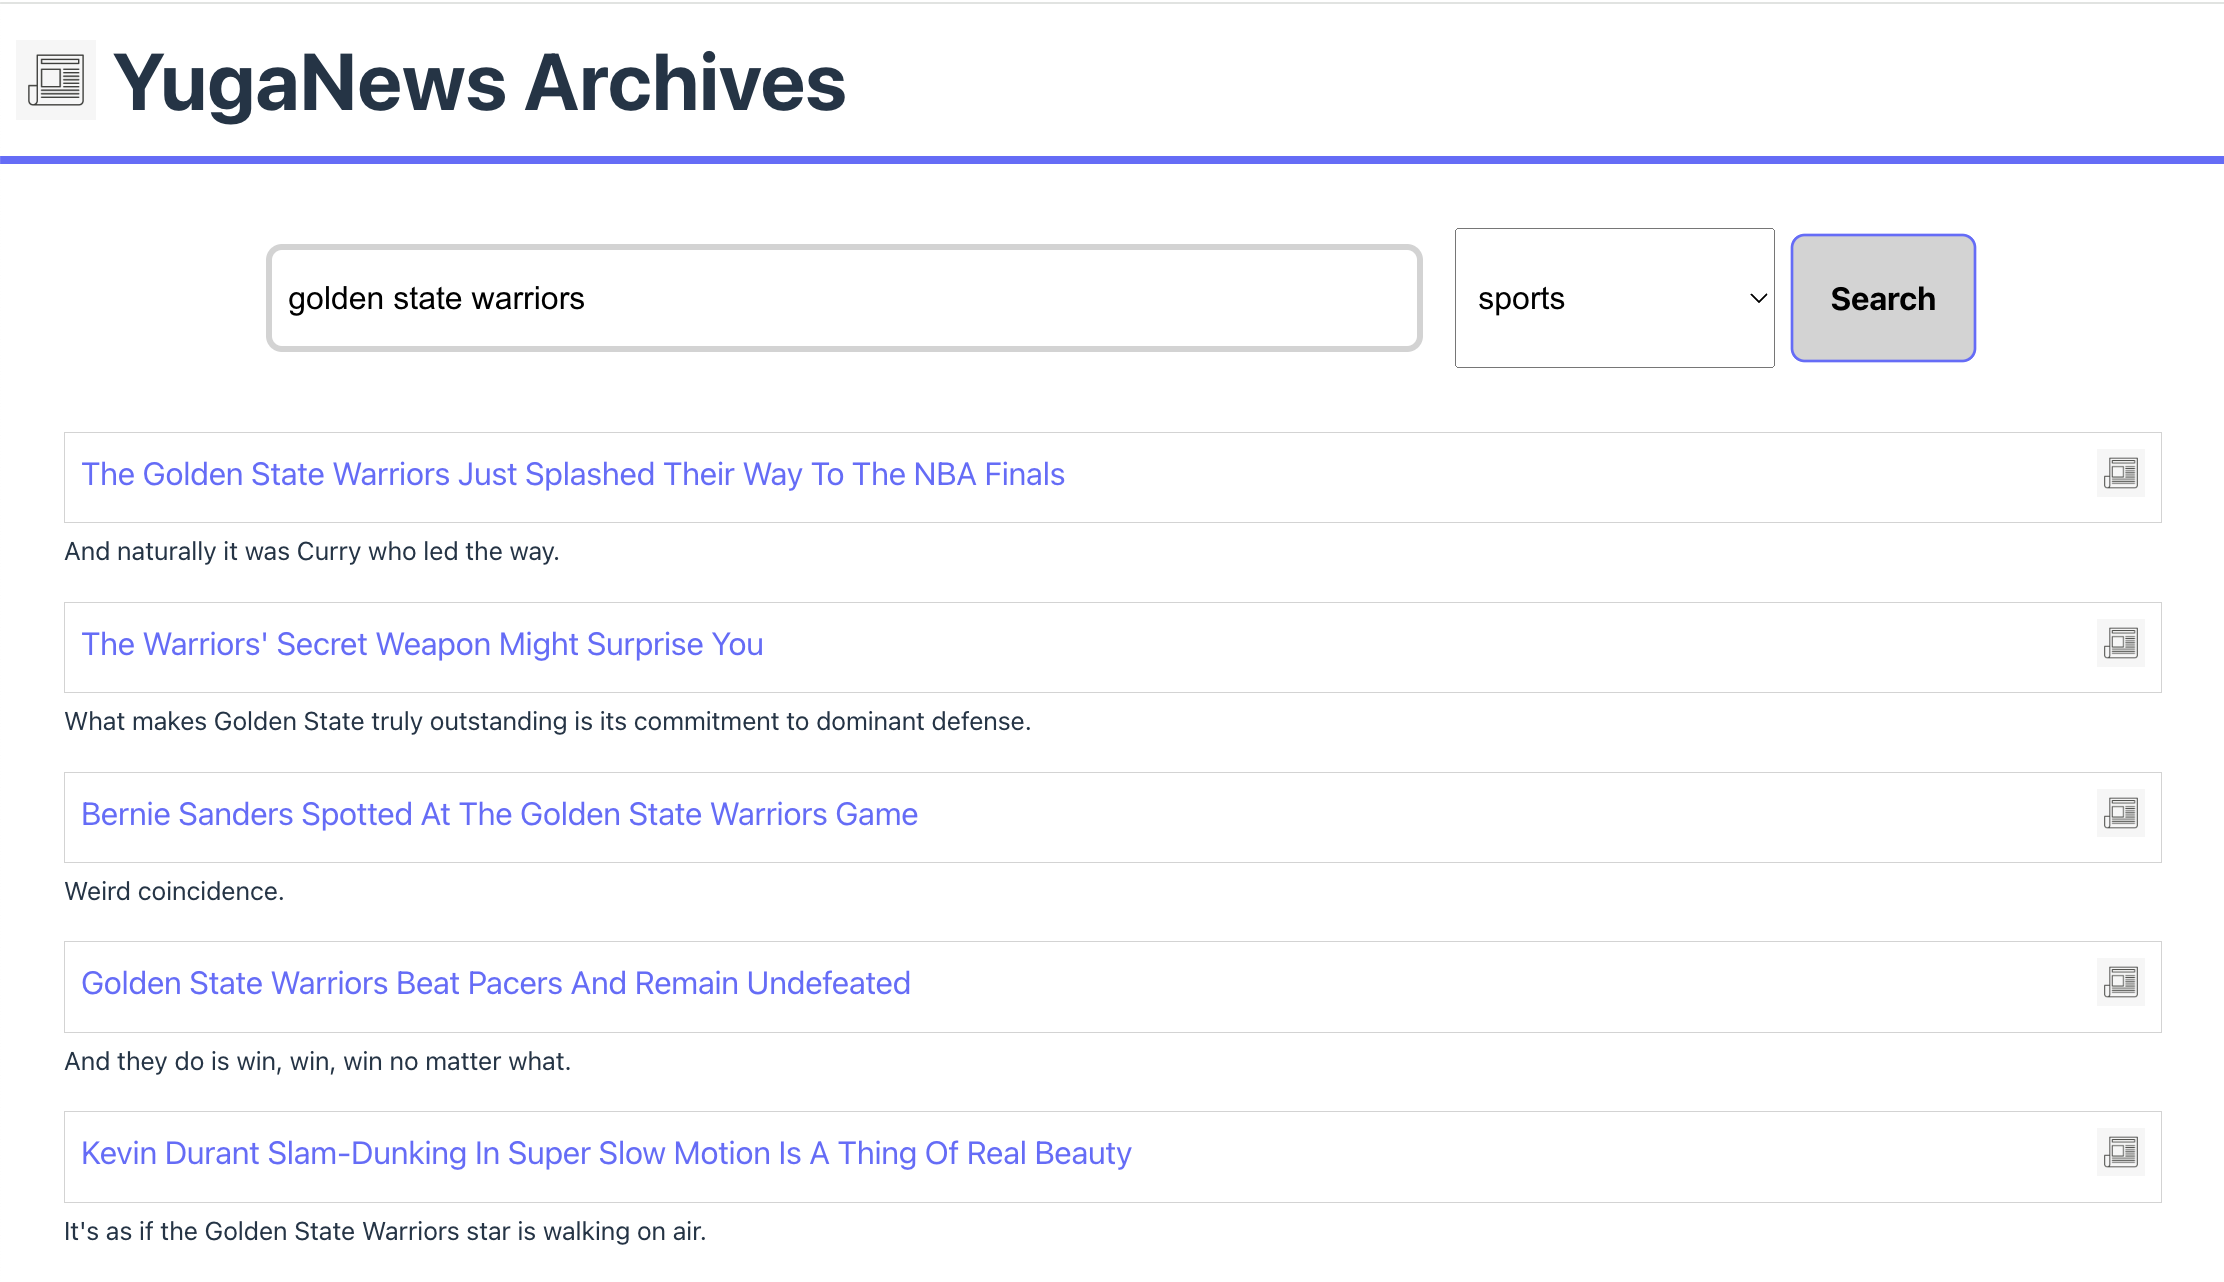 YugaNews Archives
golden state warriors
sports
Search
The Golden State Warriors Just Splashed Their Way To The NBA Finals
And naturally it was Curry who led the way.
The Warriors' Secret Weapon Might Surprise You
What makes Golden State truly outstanding is its commitment to dominant defense.
Bernie Sanders Spotted At The Golden State Warriors Game
Weird coincidence.
Golden State Warriors Beat Pacers And Remain Undefeated
And they do is win, win, win no matter what.
Kevin Durant Slam-Dunking In Super Slow Motion Is A Thing Of Real Beauty
It's as if the Golden State Warriors star is walking on air.